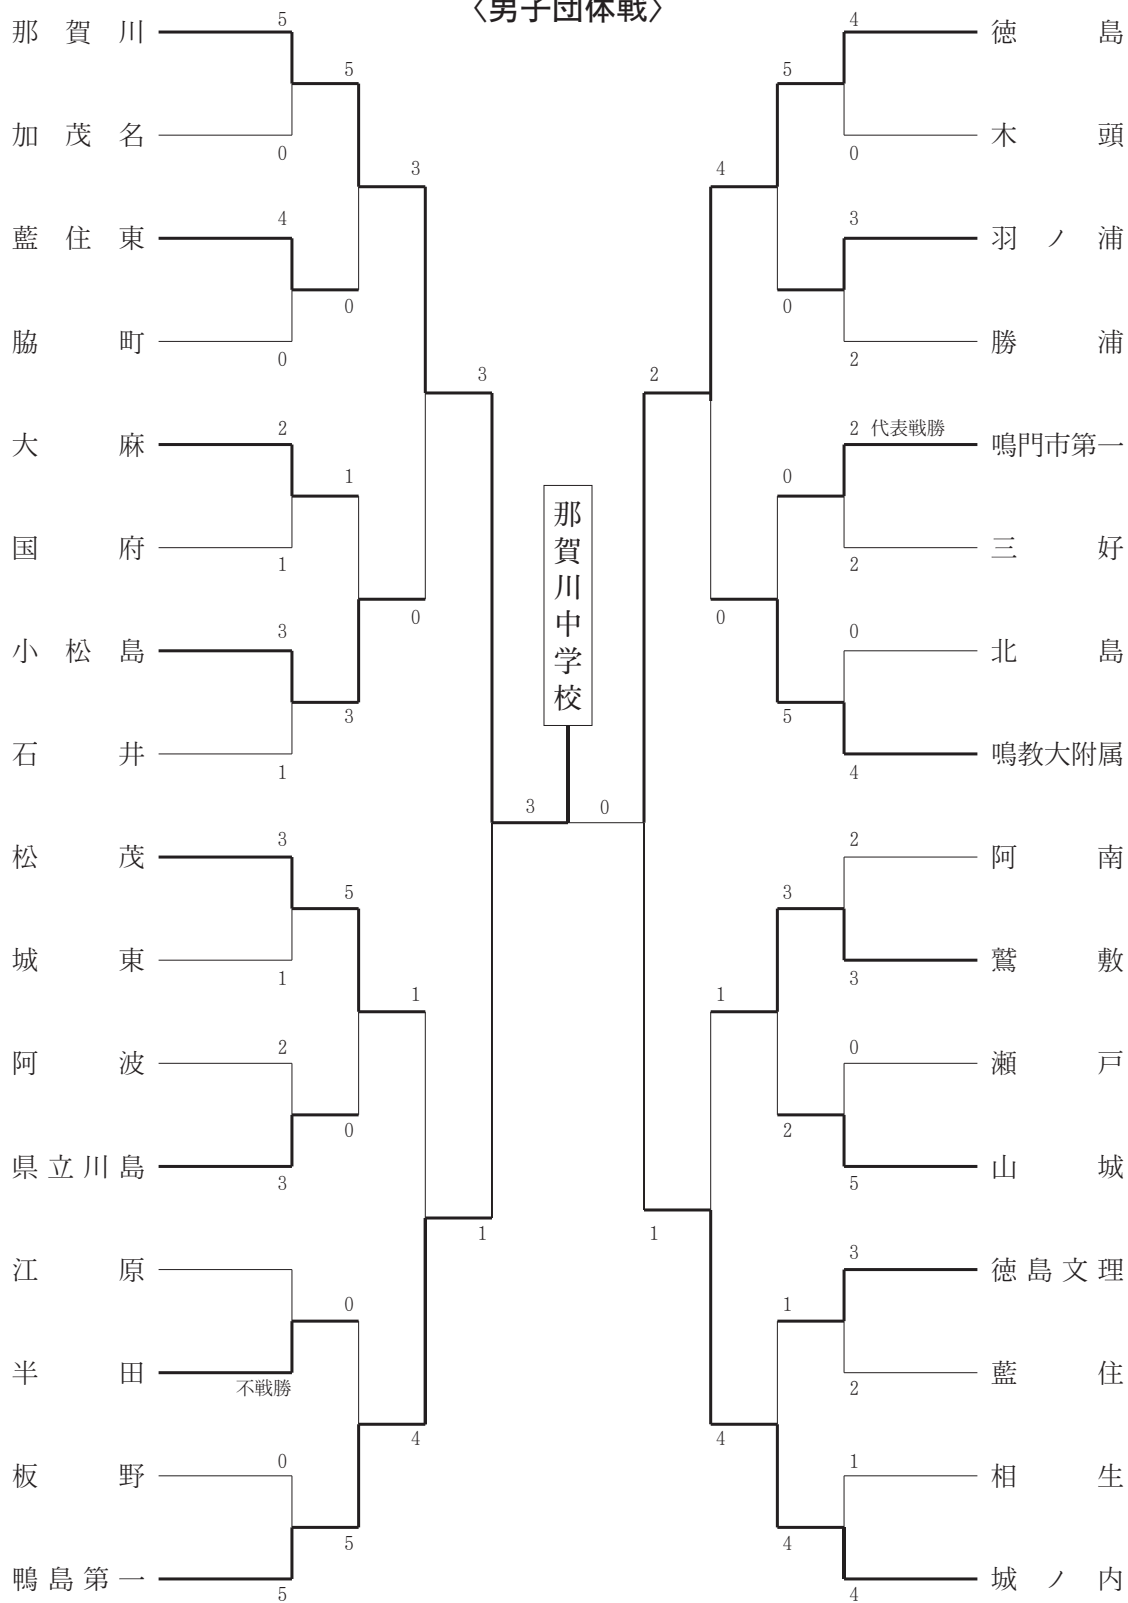 〈男子団体戦〉
那賀川 5
5
加茂名 0
3
藍住東 4
0
脇町 0
3
大麻 2
1
国府 1
0
小松島 3
3
石井 1
松茂 3
5
城東 1
1
阿波 2
0
県立川島 3
1
江原
0
半田 不戦勝
4
板野 0
5
鴨島第一 5
那賀川中学校
3 0
4 徳島
5
0 木頭
4
3 羽ノ浦
0
2 勝浦
2
2 代表戦勝 鳴門市第一
0
2 三好
0
0 北島
5
4 鳴教大附属
2 阿南
3
3 鷲敷
1
0 瀬戸
2
5 山城
1
3 徳島文理
1
2 藍住
4
1 相生
4
4 城ノ内